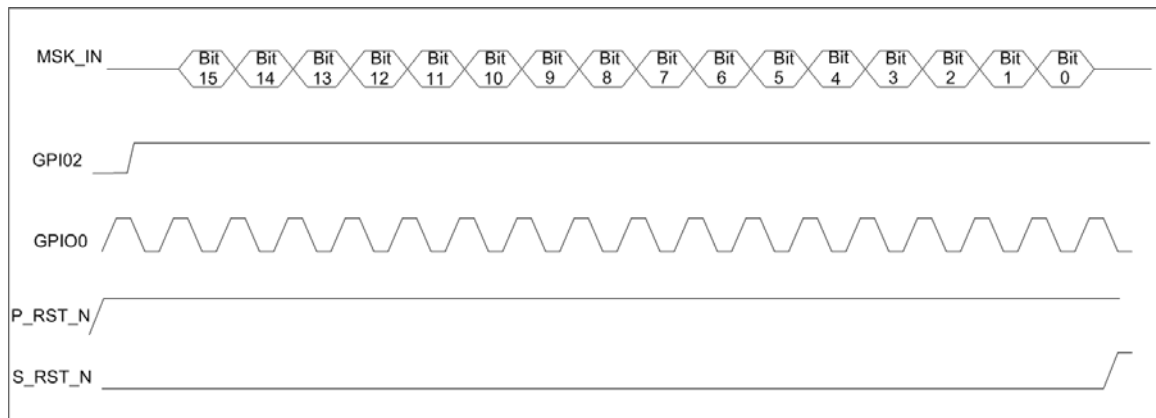 MSK_IN
Bit 15 Bit 14 Bit 13 Bit 12 Bit 11 Bit 10 Bit 9 Bit 8 Bit 7 Bit 6 Bit 5 Bit 4 Bit 3 Bit 2 Bit 1 Bit 0
GPI02
GPIO0
P_RST_N
S_RST_N